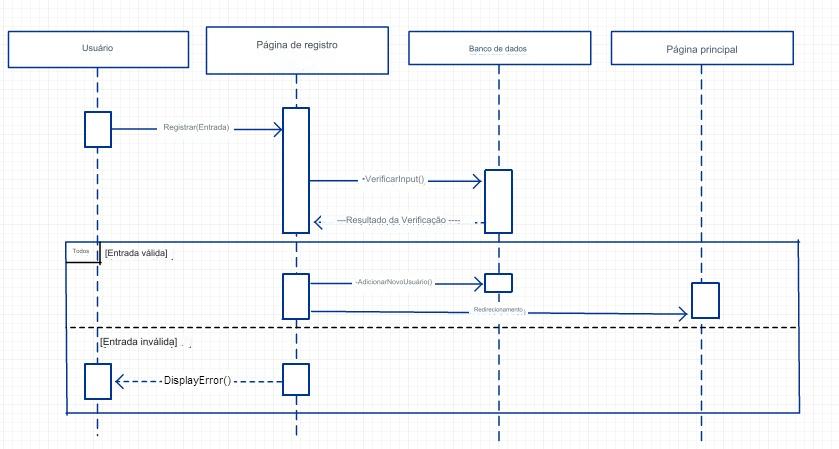 Usuário
Página de registro
Banco de dados
Página principal
Registrar(Entrada)
-VerificarInput()
----Resultado da Verificação ----
Todos
[Entrada válida]
-AdicionarNovoUsuário()
Redirecionamento
[Entrada inválida]
DisplayError()